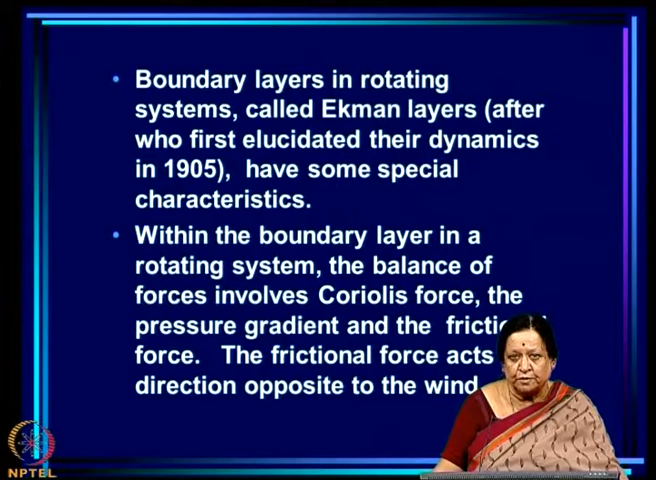 • Boundary layers in rotating
systems, called Ekman layers (after
who first elucidated their dynamics
in 1905), have some special
characteristics.
• Within the boundary layer in a
rotating system, the balance of
forces involves Coriolis force, the
pressure gradient and the
force. The frictional force acts
direction opposite to the wind
NPTEL